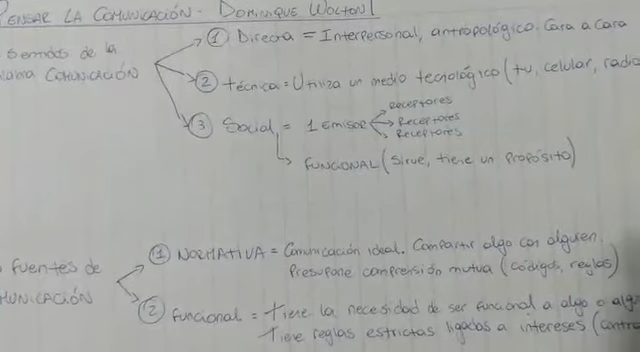 PENSAR LA COMUNICACIÓN - DOMINIQUE WOLTON
sentidos de la
COMUNICACIÓN
① Directa = Interpersonal, antropológico. Cara a cara
② técnica = Utiliza un medio tecnológico (tv, celular, radio
③ Social = 1 Emisor
Receptores
Receptores
Receptores
FUNCIONAL (sirve, tiene un propósito)
Fuentes de
MUNICACIÓN
① NORMATIVA = Comunicación ideal. Compartir algo con alguien.
Presupone comprensión mutua (códigos, reglas)
② Funcional = tiene la necesidad de ser funcional a algo o
tiene reglas estrictas ligadas a intereses